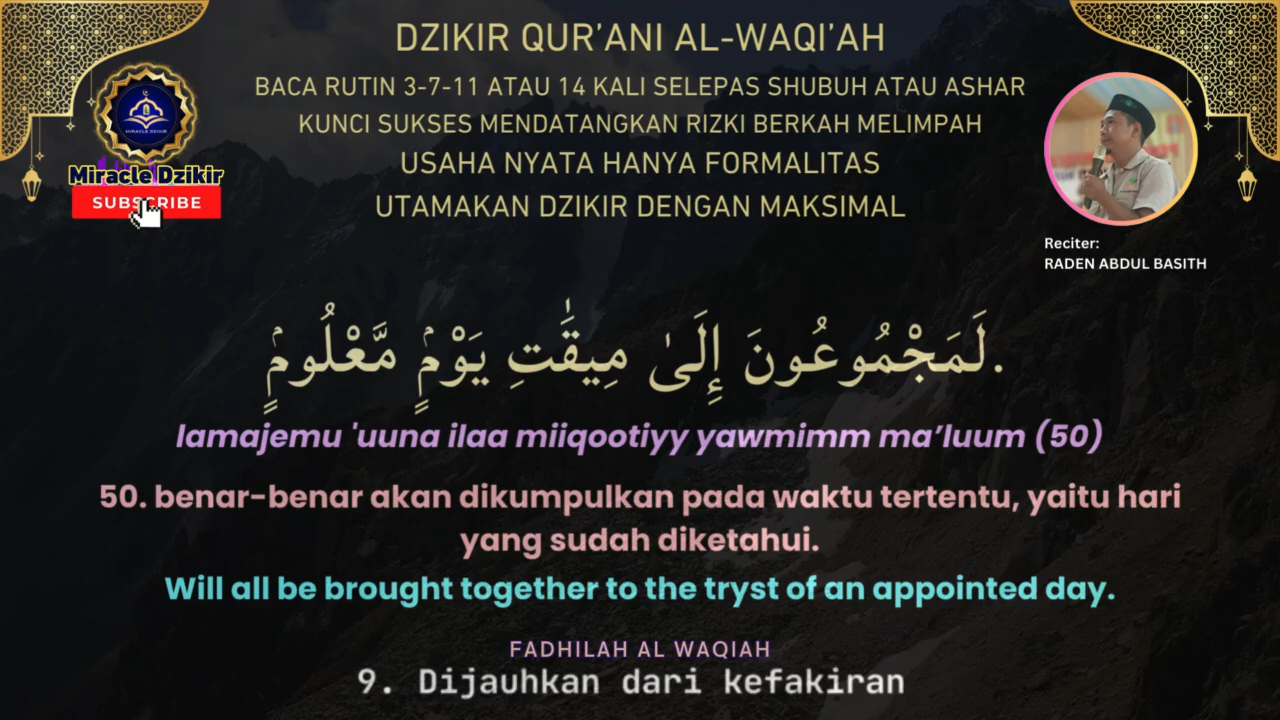 DZIKIR QUR'ANI AL-WAQI'AH
BACA RUTIN 3-7-11 ATAU 14 KALI SELEPAS SHUBUH ATAU ASHAR
KUNCI SUKSES MENDATANGKAN RIZKI BERKAH MELIMPAH
USAHA NYATA HANYA FORMALITAS
UTAMAKAN DZIKIR DENGAN MAKSIMAL
MIRACLE DZIKIR
Miracle Dzikir
SUBSCRIBE
Reciter:
RADEN ABDUL BASITH
لَمَجْمُوعُونَ إِلَىٰ مِيقَٰتِ يَوْمٍۢ مَّعْلُومٍۢ.
lamajemu 'uuna ilaa miiqootiyy yawmimm ma’luum (50)
50. benar-benar akan dikumpulkan pada waktu tertentu, yaitu hari
yang sudah diketahui.
Will all be brought together to the tryst of an appointed day.
FADHILAH AL WAQIAH
9. Dijauhkan dari kefakiran